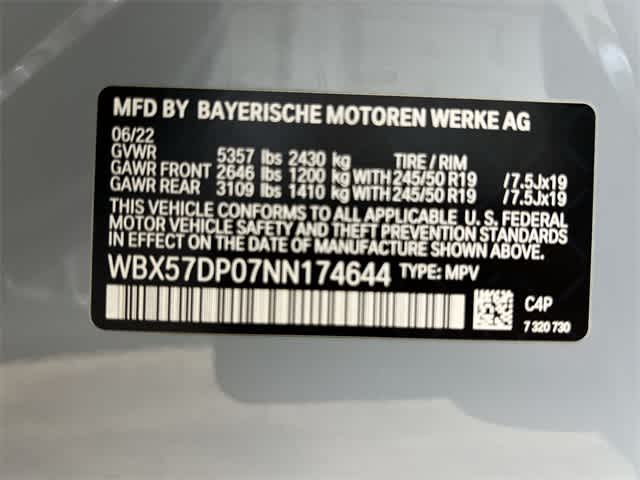 MFD BY BAYERISCHE MOTOREN WERKE AG
06/22
GVWR 5357 lbs 2430 kg TIRE / RIM
GAWR FRONT 2646 lbs 1200 kg WITH 245/50 R19 /7.5Jx19
GAWR REAR 3109 lbs 1410 kg WITH 245/50 R19 /7.5Jx19
THIS VEHICLE CONFORMS TO ALL APPLICABLE U. S. FEDERAL
MOTOR VEHICLE SAFETY AND THEFT PREVENTION STANDARDS
IN EFFECT ON THE DATE OF MANUFACTURE SHOWN ABOVE.
WBX57DP07NN174644 TYPE: MPV
C4P
7 320 730